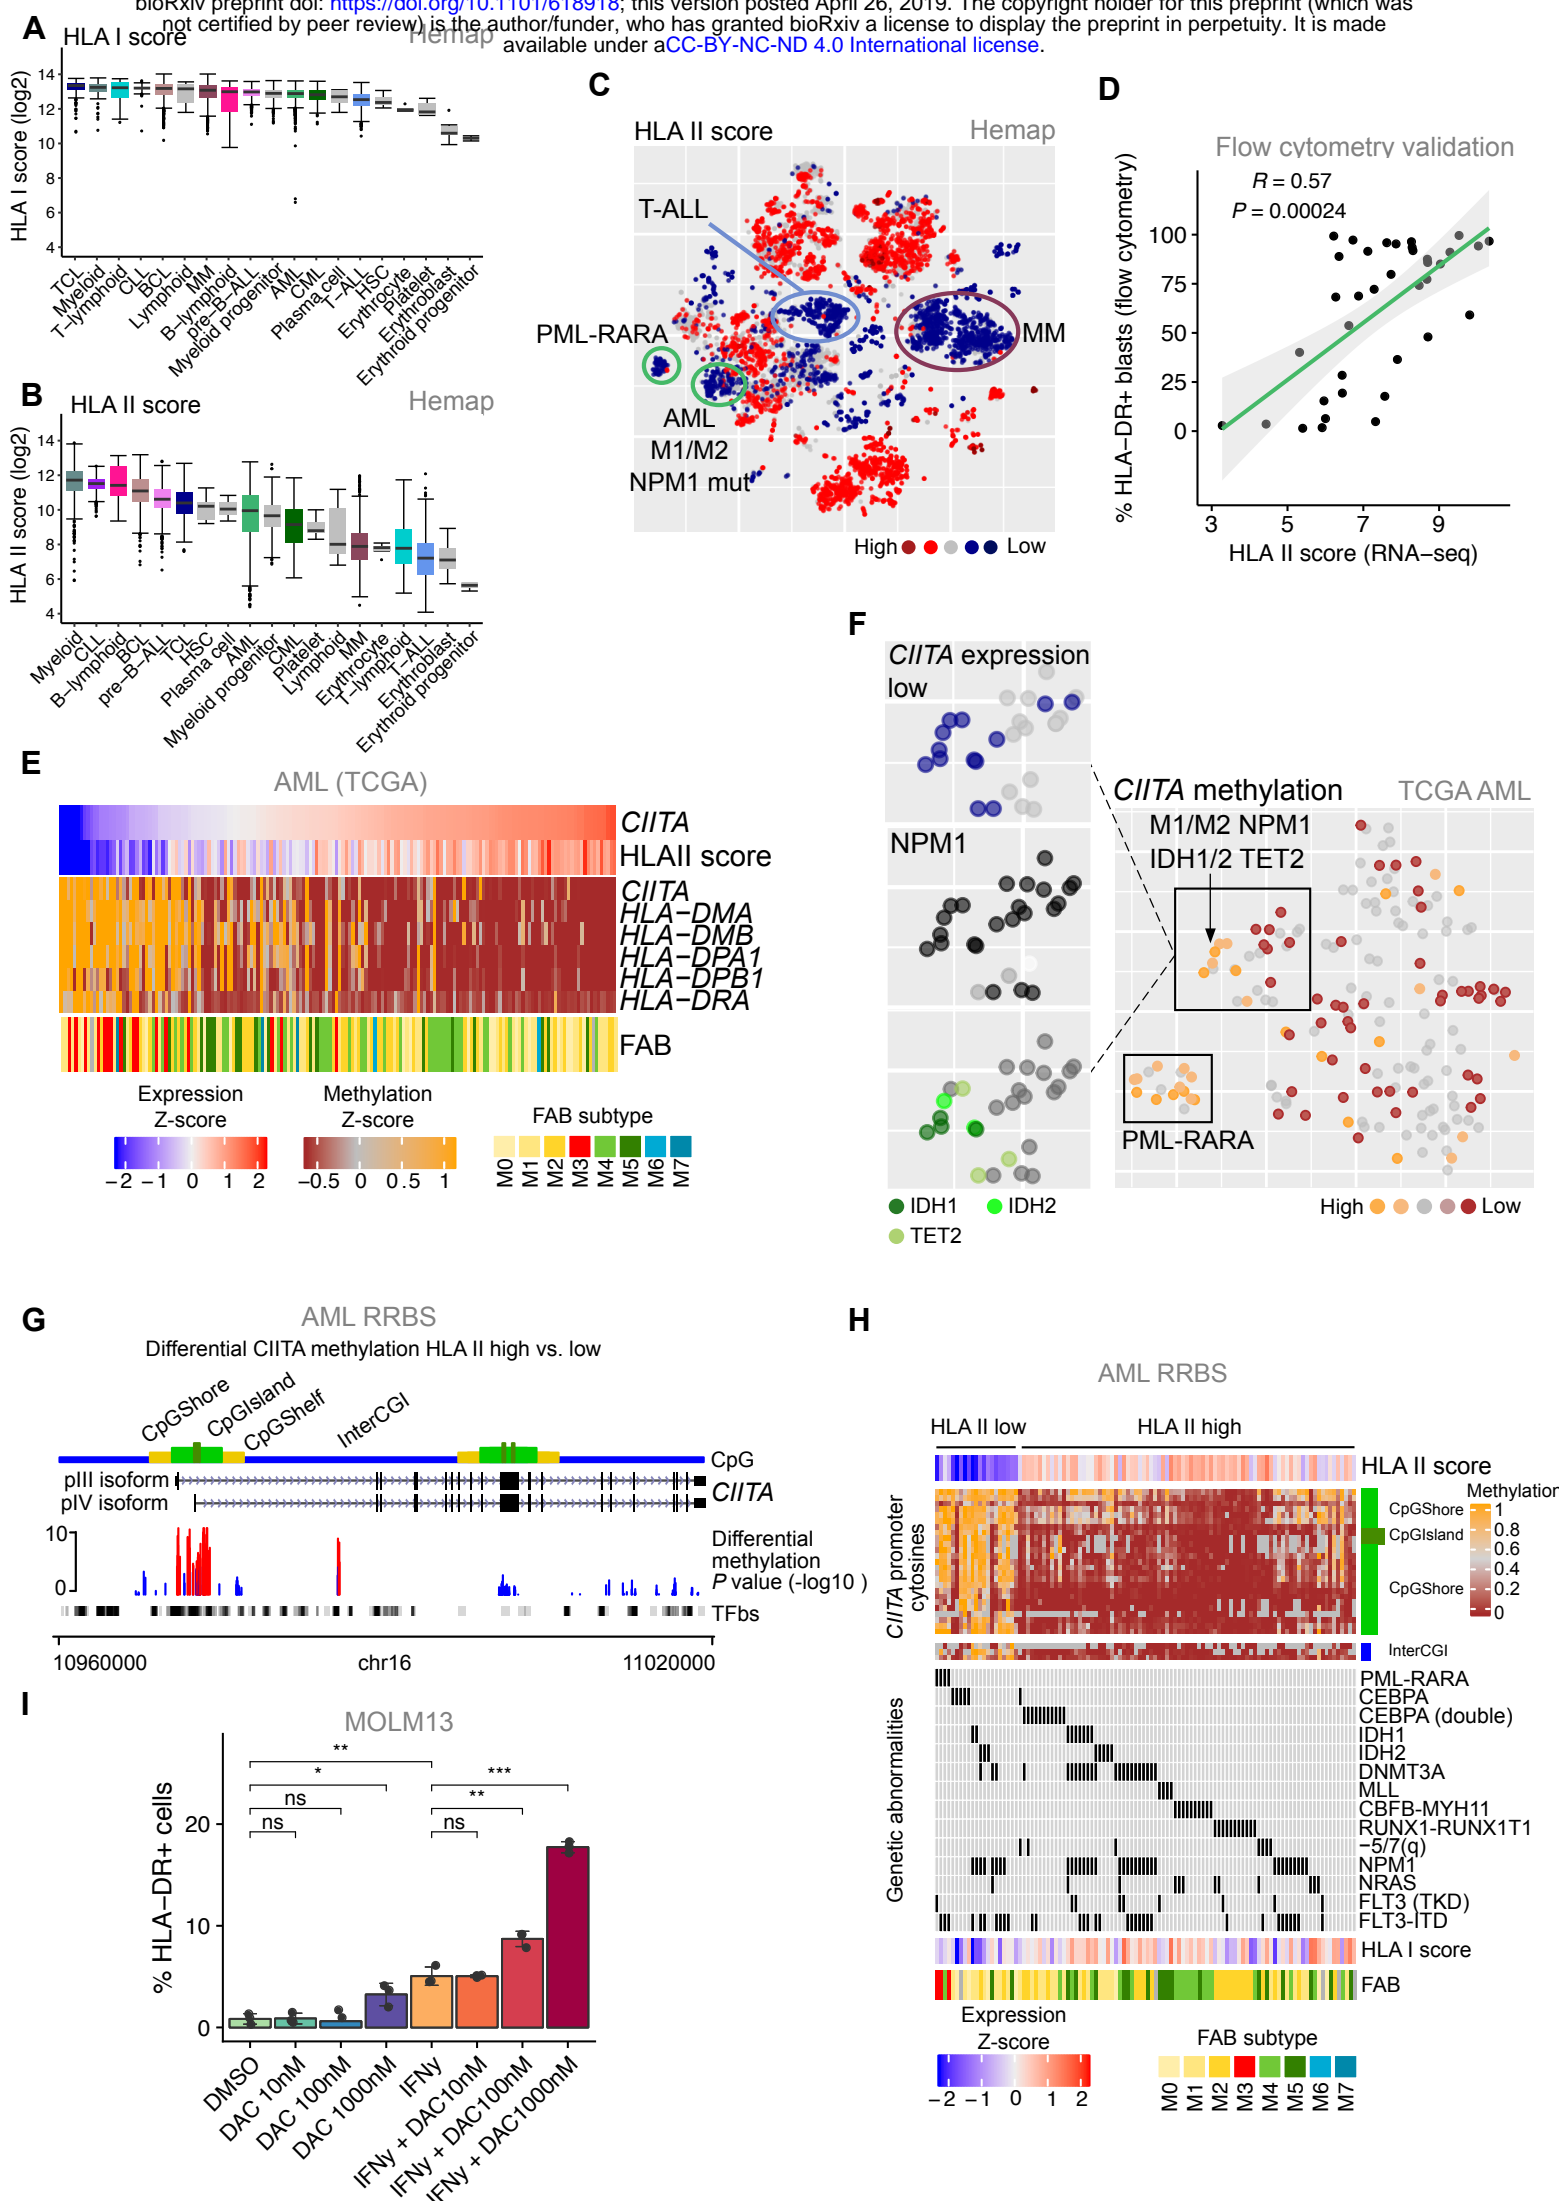 bioRxiv preprint doi: https://doi.org/10.1101/618918; this version posted April 26, 2019. The copyright holder for this preprint (which was
not certified by peer review) is the author/funder, who has granted bioRxiv a license to display the preprint in perpetuity. It is made
available under aCC-BY-NC-ND 4.0 International license.
A
HLA I score
Hemap
HLA I score (log2)
14
12
10
8
6
4
TCL
Myeloid
T−lymphoid
CLL
BCL
Lymphoid
MM
B−lymphoid
pre−B−ALL
Myeloid progenitor
AML
CML
Plasma cell
T−ALL
HSC
Erythrocyte
Platelet
Erythroblast
Erythroid progenitor
B
HLA II score
Hemap
HLA II score (log2)
14
12
10
8
6
4
Myeloid
CLL
B−lymphoid
BCL
pre−B−ALL
TCL
HSC
Plasma cell
AML
Myeloid progenitor
CML
Platelet
Lymphoid
MM
Erythrocyte
T−lymphoid
T−ALL
Erythroblast
Erythroid progenitor
C
HLA II score
Hemap
T-ALL
PML-RARA
MM
AML
M1/M2
NPM1 mut
High
Low
D
Flow cytometry validation
R = 0.57
P = 0.00024
% HLA−DR+ blasts (flow cytometry)
100
75
50
25
0
3
5
7
9
HLA II score (RNA−seq)
E
AML (TCGA)
CIITA
HLAII score
CIITA
HLA−DMA
HLA−DMB
HLA−DPA1
HLA−DPB1
HLA−DRA
FAB
Expression
Z-score
−2 −1 0 1 2
Methylation
Z-score
−0.5 0 0.5 1
FAB subtype
M0
M1
M2
M3
M4
M5
M6
M7
F
CIITA expression
low
NPM1
IDH1
IDH2
TET2
CIITA methylation
TCGA AML
M1/M2 NPM1
IDH1/2 TET2
PML-RARA
High
Low
G
AML RRBS
Differential CIITA methylation HLA II high vs. low
CpGShore
CpGIsland
CpGShelf
InterCGI
CpG
pIII isoform
pIV isoform
CIITA
10
0
Differential
methylation
P value (-log10 )
TFbs
10960000
chr16
11020000
H
AML RRBS
HLA II low
HLA II high
HLA II score
CIITA promoter
cytosines
CpGShore
CpGIsland
CpGShore
InterCGI
Methylation
1
0.8
0.6
0.4
0.2
0
Genetic abnormalities
PML-RARA
CEBPA
CEBPA (double)
IDH1
IDH2
DNMT3A
MLL
CBFB-MYH11
RUNX1-RUNX1T1
−5/7(q)
NPM1
NRAS
FLT3 (TKD)
FLT3-ITD
HLA I score
FAB
Expression
Z-score
−2 −1 0 1 2
FAB subtype
M0
M1
M2
M3
M4
M5
M6
M7
I
MOLM13
% HLA−DR+ cells
20
10
0
**
*
ns
ns
***
**
ns
DMSO
DAC 10nM
DAC 100nM
DAC 1000nM
IFNy
IFNy + DAC10nM
IFNy + DAC100nM
IFNy + DAC1000nM